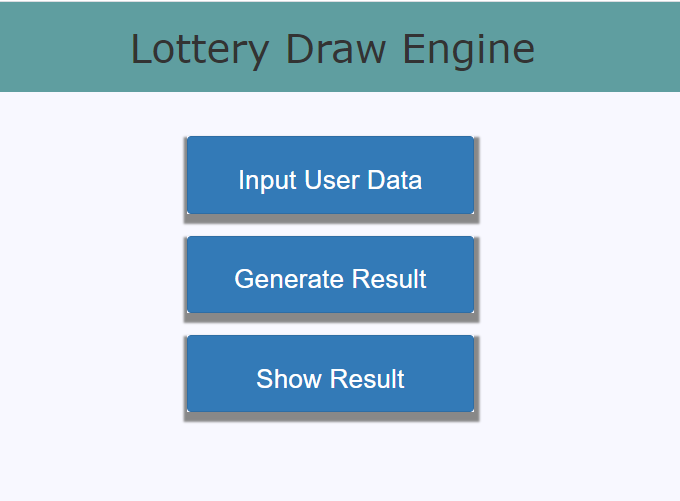 Lottery Draw Engine
Input User Data
Generate Result
Show Result